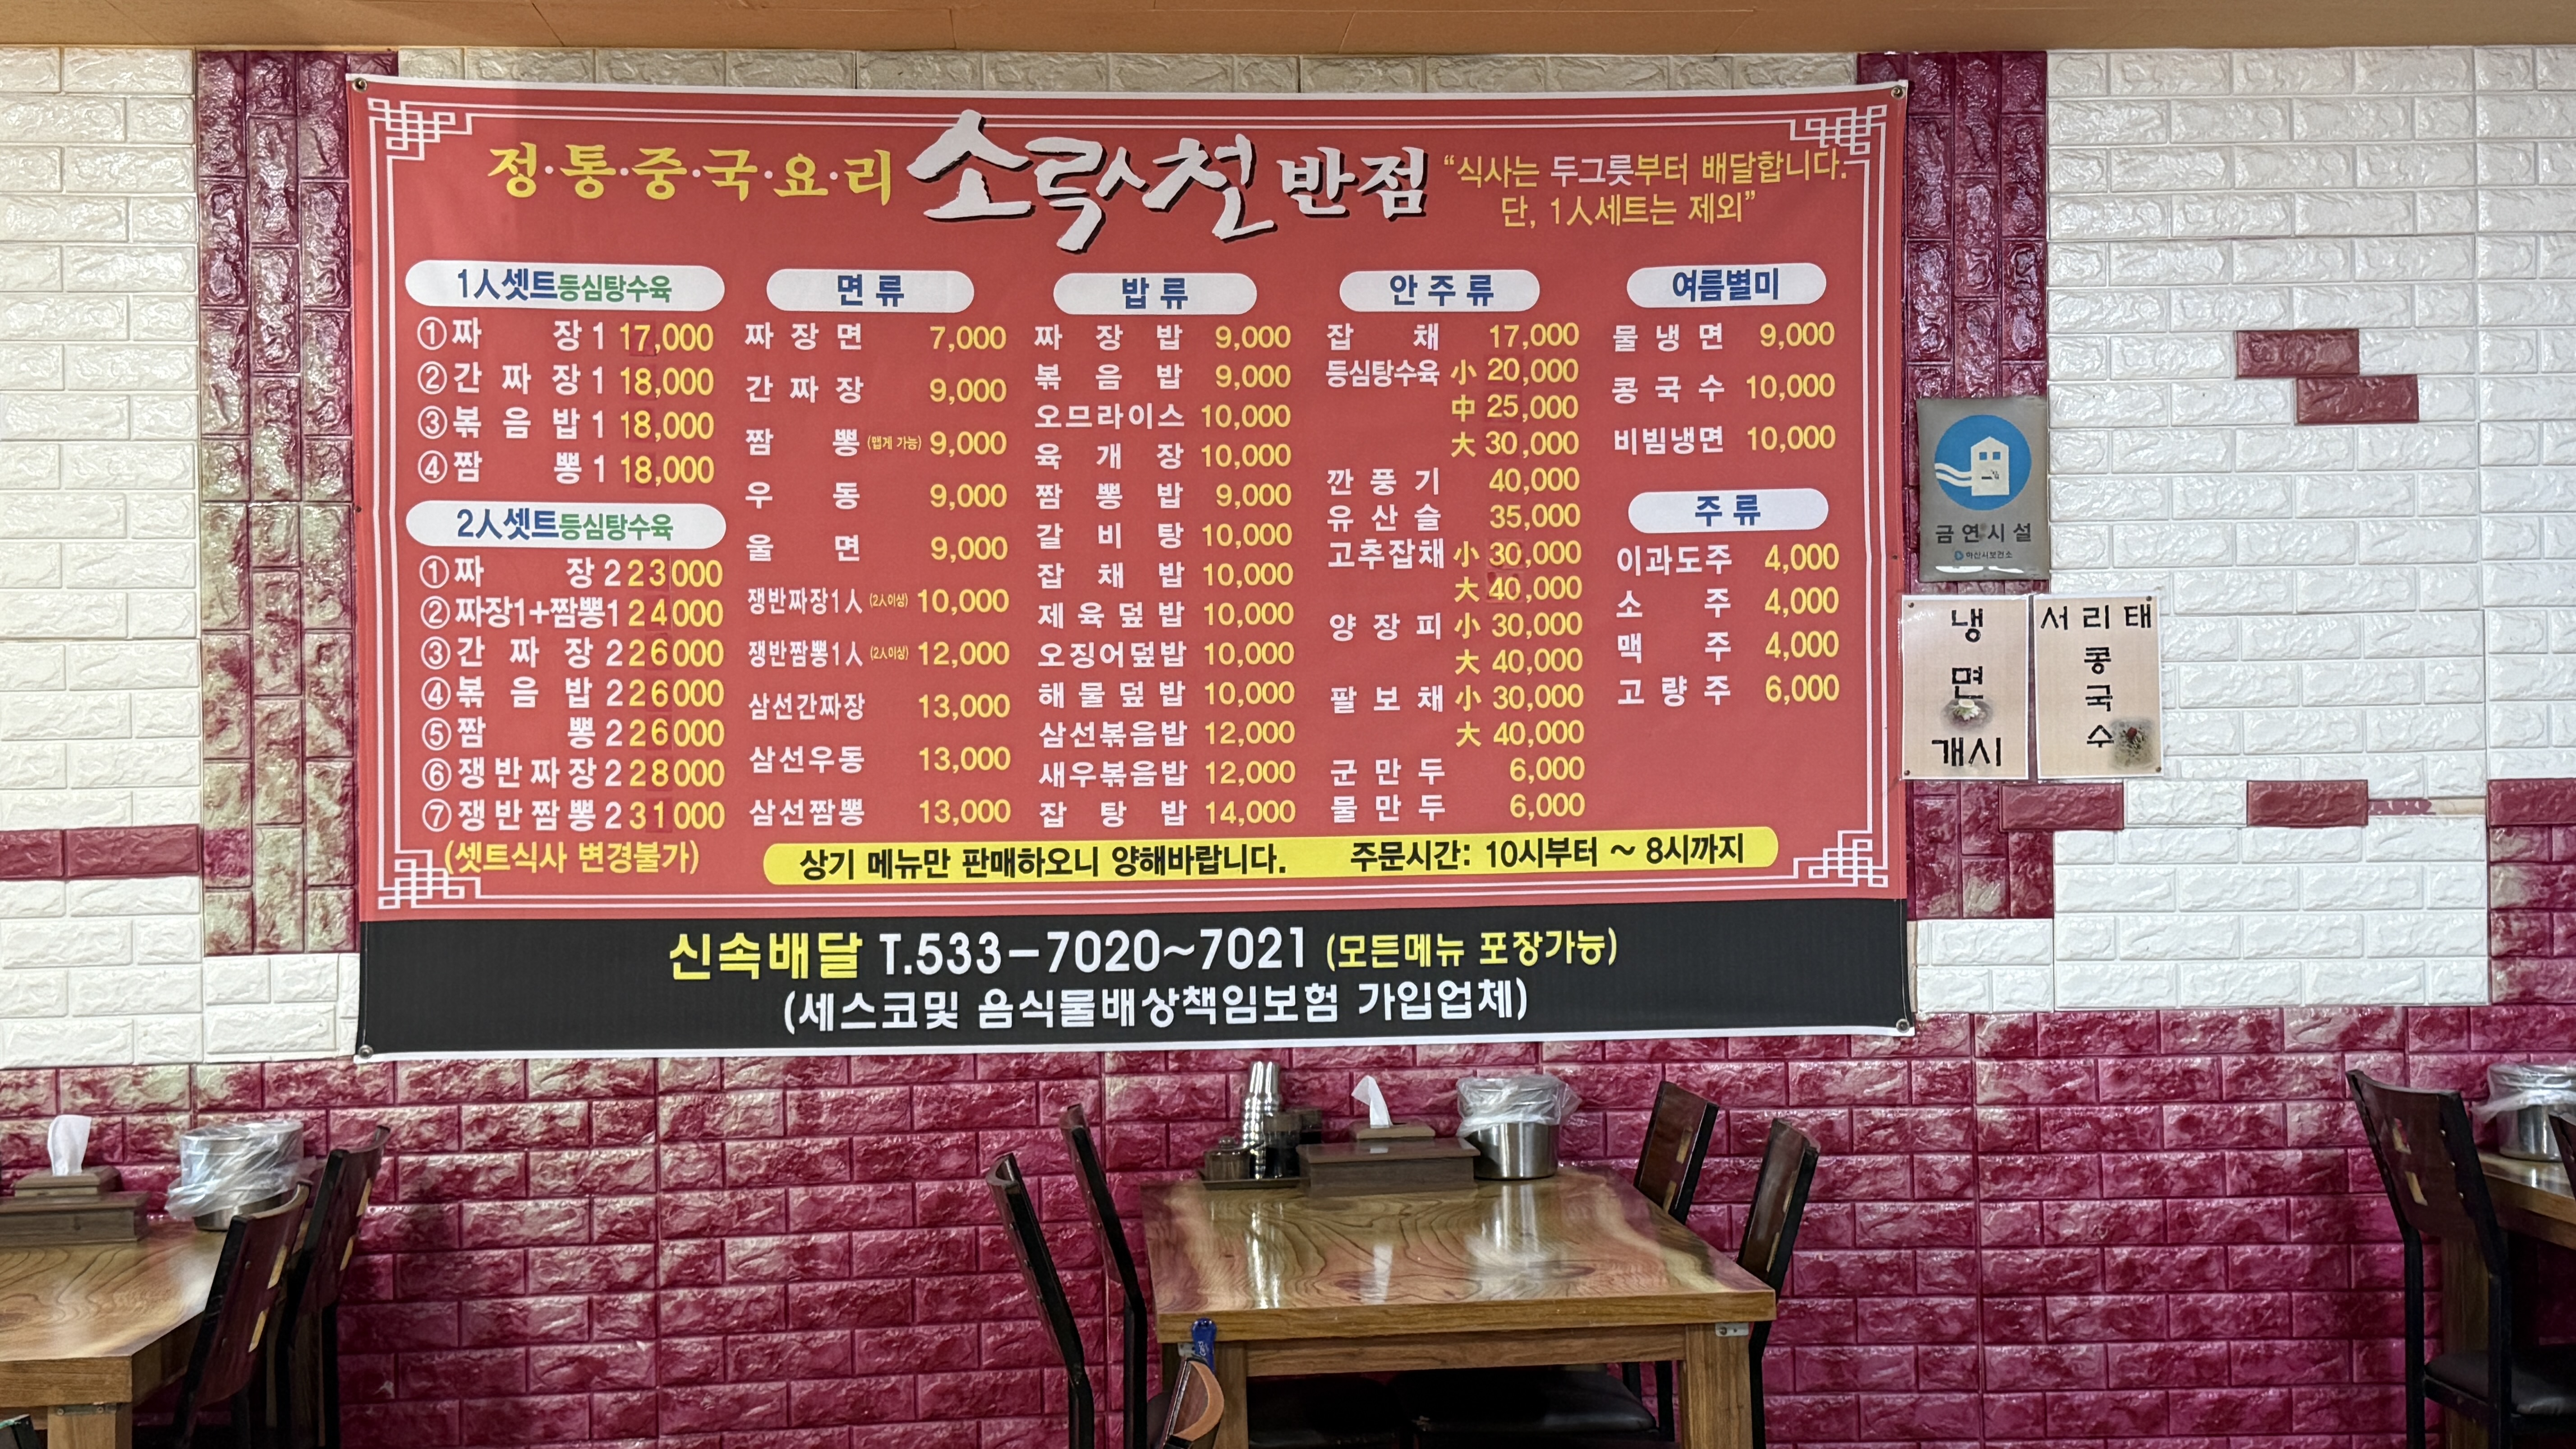 정·통·중·국·요·리 소락천 반점
“식사는 두그릇부터 배달합니다.
단, 1人세트는 제외”
1人셋트등심탕수육
①짜 장1 17,000
②간짜장1 18,000
③볶음밥1 18,000
④짬 뽕1 18,000
2人셋트등심탕수육
①짜 장2 23000
②짜장1+짬뽕1 24000
③간짜장2 26000
④볶음밥2 26000
⑤짬 뽕2 26000
⑥쟁반짜장2 28000
⑦쟁반짬뽕2 31000
(셋트식사 변경불가)
면 류
짜장면 7,000
간짜장 9,000
짬 뽕 (맵게 가능) 9,000
우 동 9,000
울 면 9,000
쟁반짜장1人 (2人이상) 10,000
쟁반짬뽕1人 (2人이상) 12,000
삼선간짜장 13,000
삼선우동 13,000
삼선짬뽕 13,000
밥 류
짜장밥 9,000
볶음밥 9,000
오므라이스 10,000
육개장 10,000
짬뽕밥 9,000
갈비탕 10,000
잡채밥 10,000
제육덮밥 10,000
오징어덮밥 10,000
해물덮밥 10,000
삼선볶음밥 12,000
새우볶음밥 12,000
잡탕밥 14,000
안 주 류
잡 채 17,000
등심탕수육 小 20,000
中 25,000
大 30,000
깐풍기 40,000
유산슬 35,000
고추잡채 小 30,000
大 40,000
양장피 小 30,000
大 40,000
팔보채 小 30,000
大 40,000
군만두 6,000
물만두 6,000
여름별미
물냉면 9,000
콩국수 10,000
비빔냉면 10,000
주 류
이과도주 4,000
소 주 4,000
맥 주 4,000
고량주 6,000
상기 메뉴만 판매하오니 양해바랍니다. 주문시간: 10시부터 ~ 8시까지
신속배달 T.533-7020~7021 (모든메뉴 포장가능)
(세스코및 음식물배상책임보험 가입업체)
금연시설
아산시보건소
냉
면
개시
서리태
콩
국
수